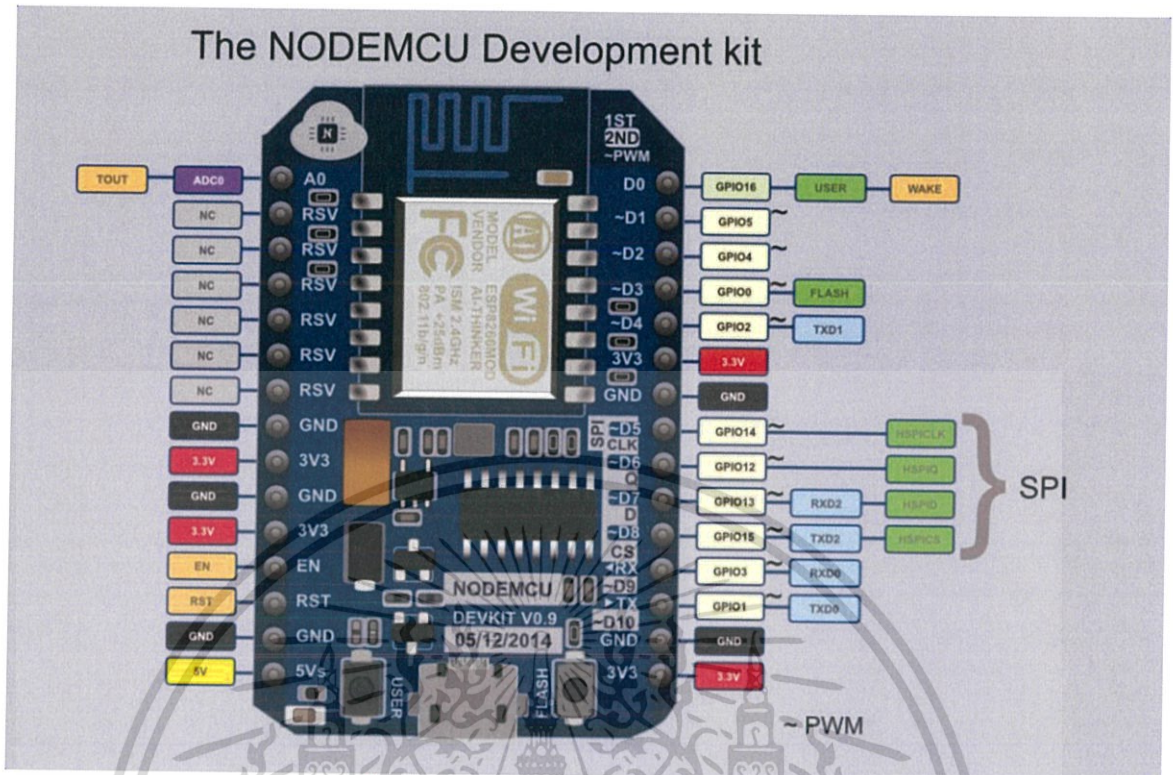 The NODEMCU Development kit
1ST
2ND
~PWM
TOUT ADC0 A0 D0 GPIO16 USER WAKE
NC RSV ~D1 GPIO5 ~
NC RSV ~D2 GPIO4 ~
NC RSV ~D3 GPIO0 ~ FLASH
NC RSV ~D4 GPIO2 ~ TXD1
NC RSV 3V3 3.3V
NC RSV GND GND
AI WiFi
FC
MODEL ESP8266MOD
VENDOR AI-THINKER
ISM 2.4GHz
PA +25dBm
802.11b/g/n
GND GND SPI ~D5 GPIO14 ~ HSPICLK
CLK
3.3V 3V3 ~D6 GPIO12 ~ HSPIQ
Q
SPI
GND GND ~D7 GPIO13 ~ RXD2 HSPID
D
3.3V 3V3 ~D8 GPIO15 ~ TXD2 HSPICS
CS
EN EN RX GPIO3 ~ RXD0
NODEMCU ~D9
RST RST TX GPIO1 ~ TXD0
DEVKIT V0.9 ~D10
GND GND 05/12/2014 GND GND
5V 5Vs USER FLASH 3V3 3.3V
~ PWM